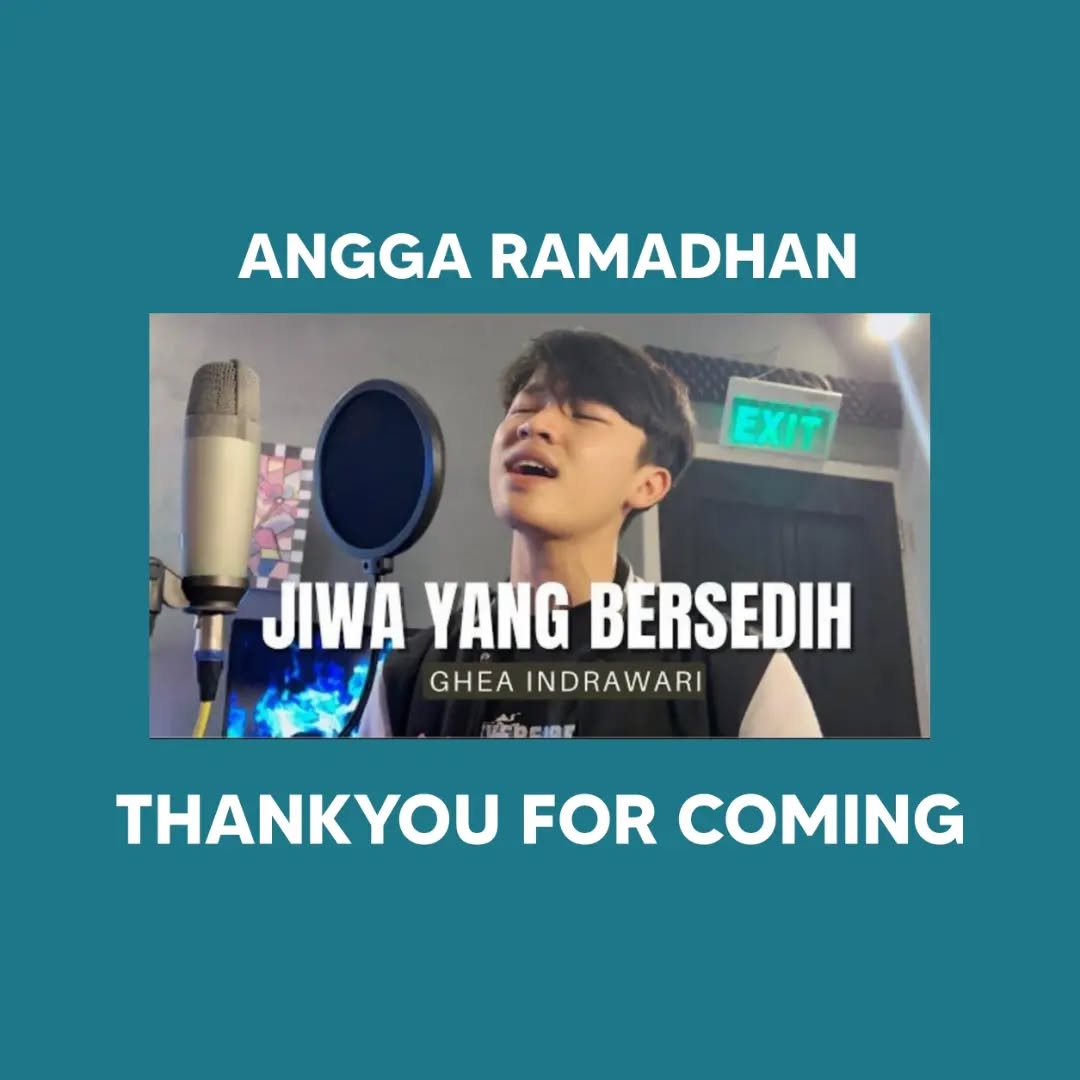 ANGGA RAMADHAN
EXIT
JIWA YANG BERSEDIH
GHEA INDRAWARI
THANKYOU FOR COMING